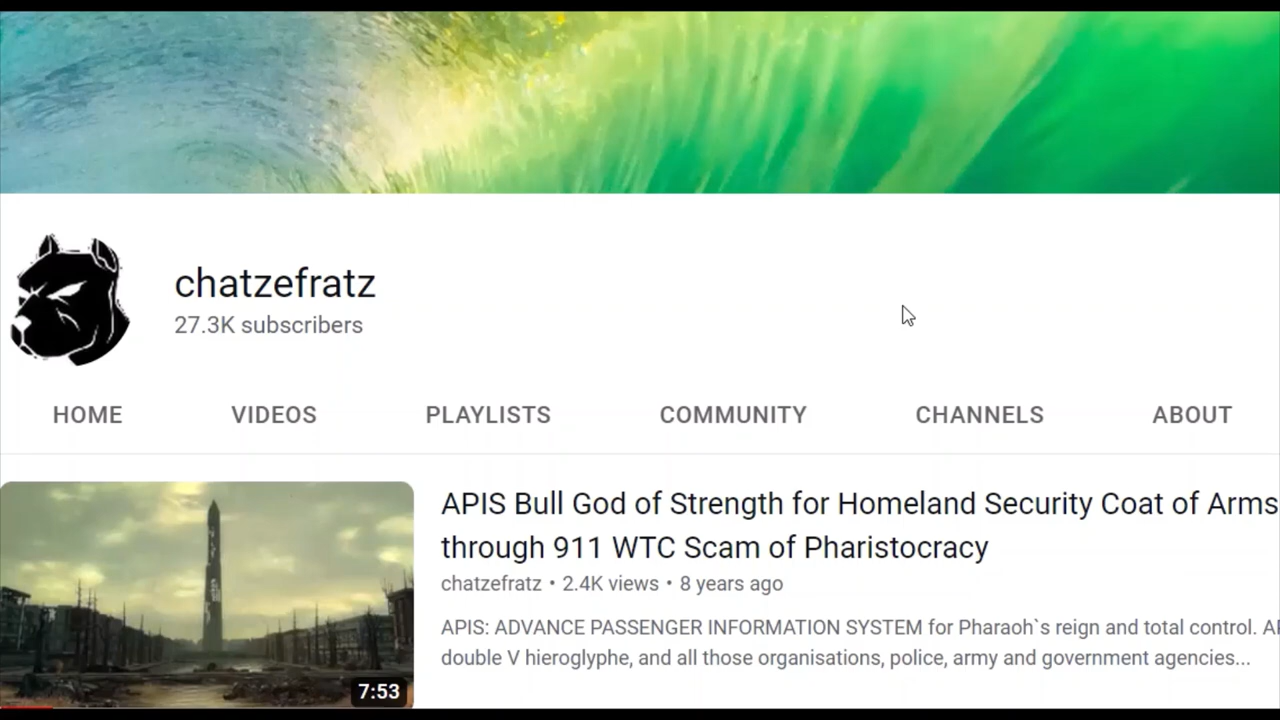 chatzefratz
27.3K subscribers
HOME VIDEOS PLAYLISTS COMMUNITY CHANNELS ABOUT
APIS Bull God of Strength for Homeland Security Coat of Arms
through 911 WTC Scam of Pharistocracy
chatzefratz • 2.4K views • 8 years ago
APIS: ADVANCE PASSENGER INFORMATION SYSTEM for Pharaoh`s reign and total control.
double V hieroglyphe, and all those organisations, police, army and government agencies...
7:53